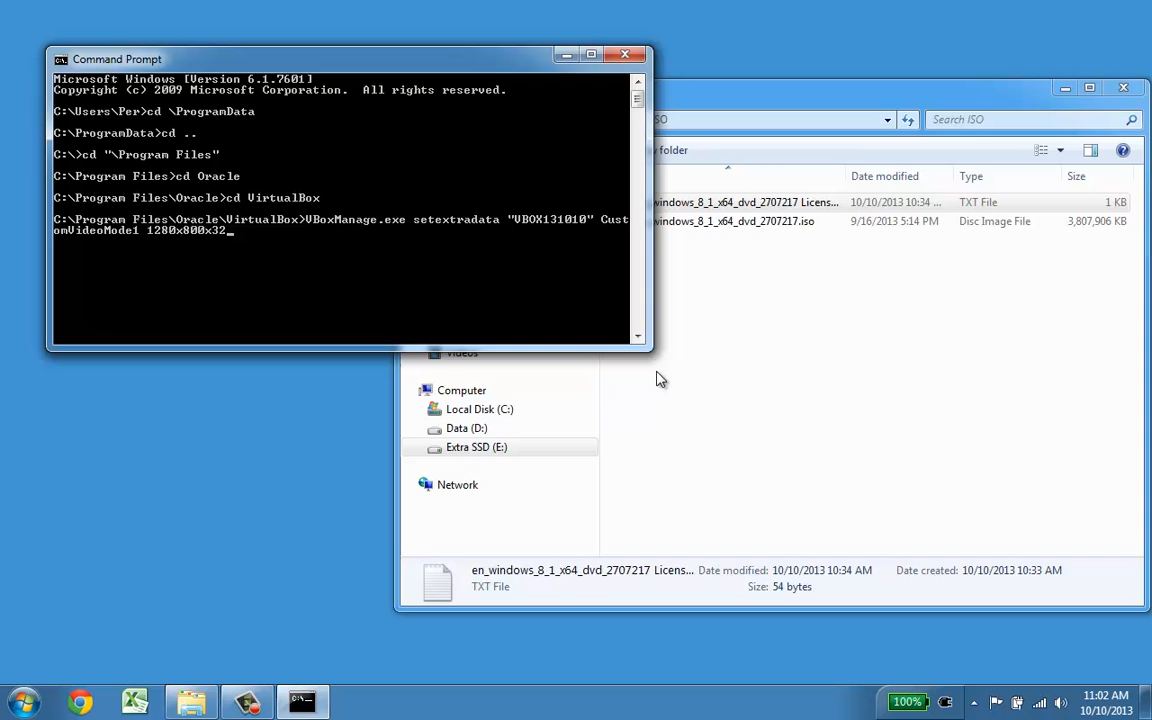 Command Prompt
Microsoft Windows [Version 6.1.7601]
Copyright (c) 2009 Microsoft Corporation.  All rights reserved.
C:\Users\Per>cd \ProgramData
C:\ProgramData>cd ..
C:\>cd "\Program Files"
C:\Program Files>cd Oracle
C:\Program Files\Oracle>cd VirtualBox
C:\Program Files\Oracle\VirtualBox>VBoxManage.exe setextradata "VBOX131010" Cust
omVideoMode1 1280x800x32_
ISO
Search ISO
folder
Date modified Type Size
windows_8_1_x64_dvd_2707217 Licens... 10/10/2013 10:34 ... TXT File 1 KB
windows_8_1_x64_dvd_2707217.iso 9/16/2013 5:14 PM Disc Image File 3,807,906 KB
Videos
Computer
Local Disk (C:)
Data (D:)
Extra SSD (E:)
Network
en_windows_8_1_x64_dvd_2707217 Licens... Date modified: 10/10/2013 10:34 AM Date created: 10/10/2013 10:33 AM
TXT File Size: 54 bytes
100%
11:02 AM
10/10/2013